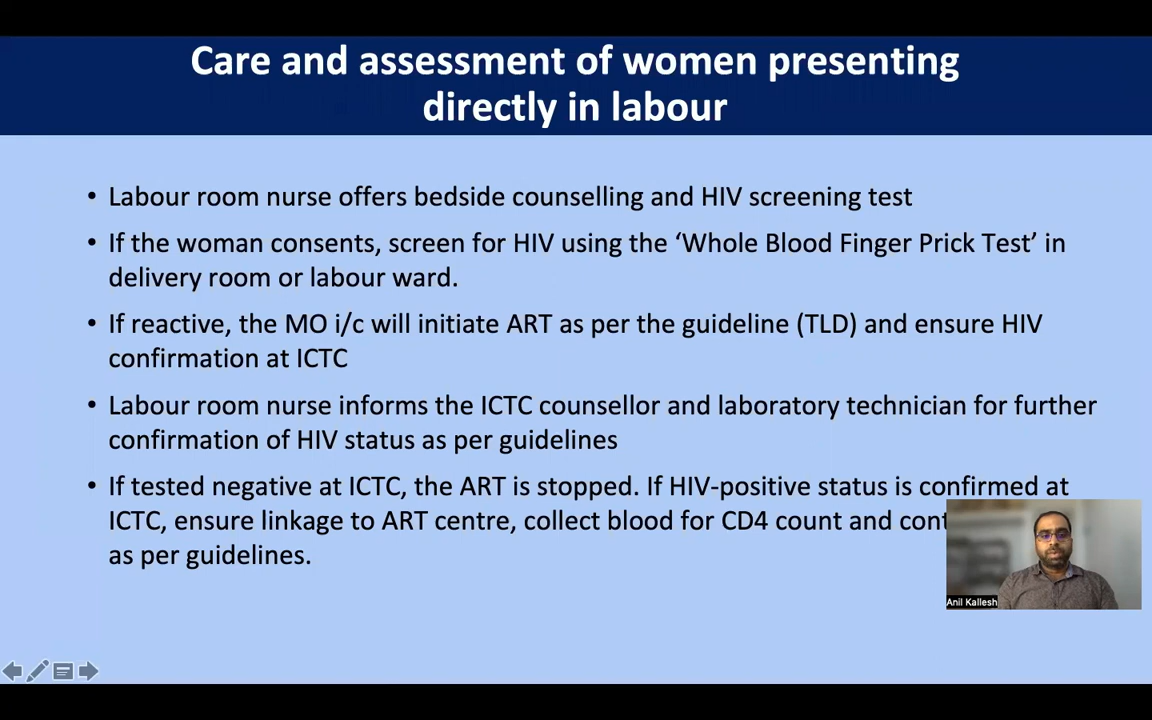 Care and assessment of women presenting
directly in labour
• Labour room nurse offers bedside counselling and HIV screening test
• If the woman consents, screen for HIV using the ‘Whole Blood Finger Prick Test’ in
delivery room or labour ward.
• If reactive, the MO i/c will initiate ART as per the guideline (TLD) and ensure HIV
confirmation at ICTC
• Labour room nurse informs the ICTC counsellor and laboratory technician for further
confirmation of HIV status as per guidelines
• If tested negative at ICTC, the ART is stopped. If HIV-positive status is confirmed at
ICTC, ensure linkage to ART centre, collect blood for CD4 count and
as per guidelines.
Anil Kallesh